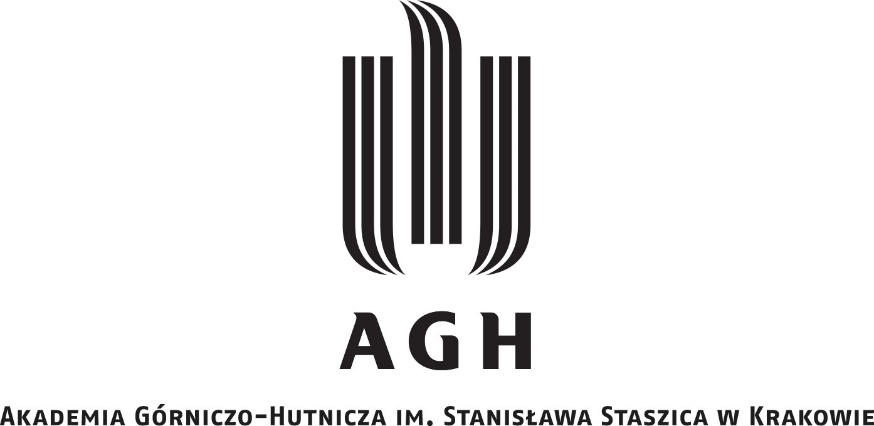 AGH
Akademia Górniczo-Hutnicza im. Stanisława Staszica w Krakowie